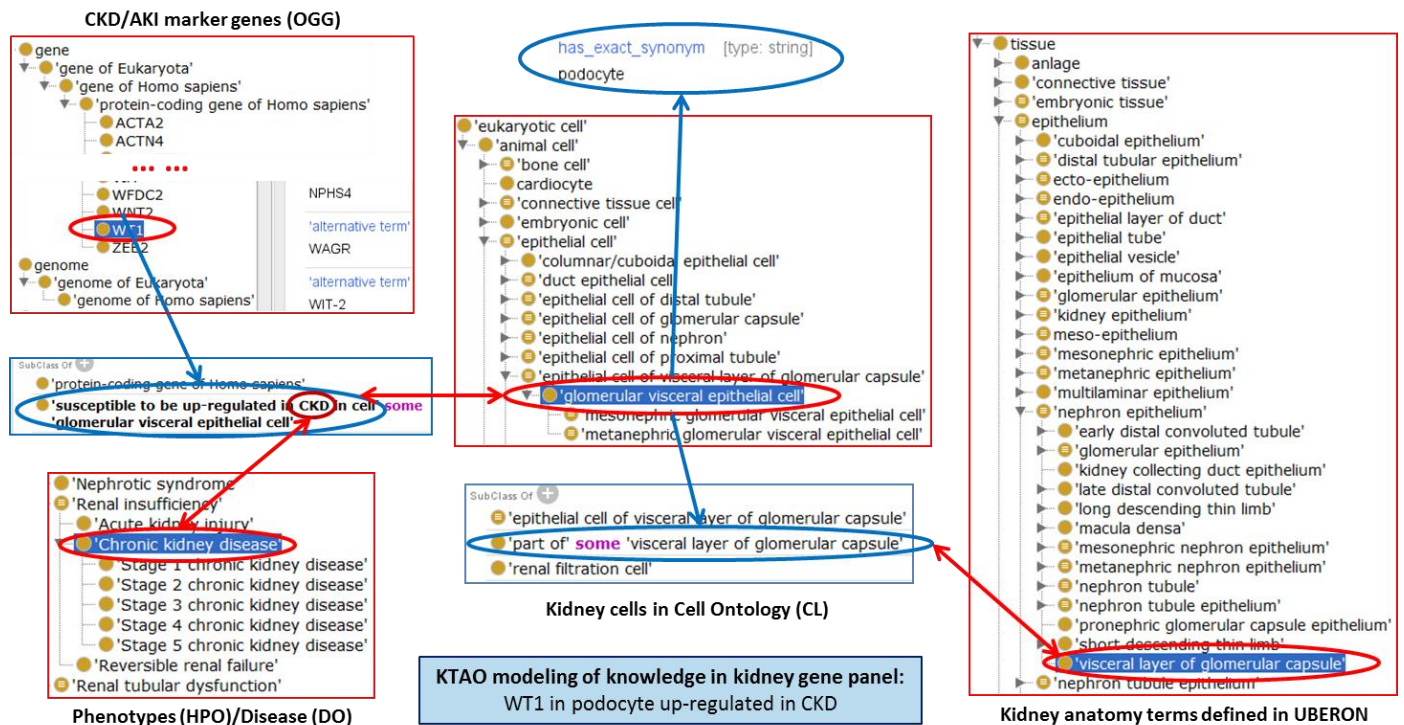 CKD/AKI marker genes (OGG)
gene
'gene of Eukaryota'
'gene of Homo sapiens'
'protein-coding gene of Homo sapiens'
ACTA2
ACTN4
... ...
WFDC2
WNT2
WT1
ZEB2
genome
'genome of Eukaryota'
'genome of Homo sapiens'
NPHS4
'alternative term'
WAGR
'alternative term'
WIT-2
SubClass Of
'protein-coding gene of Homo sapiens'
'susceptible to be up-regulated in CKD in cell' some
'glomerular visceral epithelial cell'
'Nephrotic syndrome'
'Renal insufficiency'
'Acute kidney injury'
'Chronic kidney disease'
'Stage 1 chronic kidney disease'
'Stage 2 chronic kidney disease'
'Stage 3 chronic kidney disease'
'Stage 4 chronic kidney disease'
'Stage 5 chronic kidney disease'
'Reversible renal failure'
'Renal tubular dysfunction'
Phenotypes (HPO)/Disease (DO)
has_exact_synonym [type: string]
podocyte
'eukaryotic cell'
'animal cell'
'bone cell'
cardiocyte
'connective tissue cell'
'embryonic cell'
'epithelial cell'
'columnar/cuboidal epithelial cell'
'duct epithelial cell'
'epithelial cell of distal tubule'
'epithelial cell of glomerular capsule'
'epithelial cell of nephron'
'epithelial cell of proximal tubule'
'epithelial cell of visceral layer of glomerular capsule'
'glomerular visceral epithelial cell'
'mesonephric glomerular visceral epithelial cell'
'metanephric glomerular visceral epithelial cell'
SubClass Of
'epithelial cell of visceral layer of glomerular capsule'
'part of' some 'visceral layer of glomerular capsule'
'renal filtration cell'
Kidney cells in Cell Ontology (CL)
KTAO modeling of knowledge in kidney gene panel:
WT1 in podocyte up-regulated in CKD
tissue
anlage
'connective tissue'
'embryonic tissue'
epithelium
'cuboidal epithelium'
'distal tubular epithelium'
ecto-epithelium
endo-epithelium
'epithelial layer of duct'
'epithelial tube'
'epithelial vesicle'
'epithelium of mucosa'
'glomerular epithelium'
'kidney epithelium'
meso-epithelium
'mesonephric epithelium'
'metanephric epithelium'
'multilaminar epithelium'
'nephron epithelium'
'early distal convoluted tubule'
'glomerular epithelium'
'kidney collecting duct epithelium'
'late distal convoluted tubule'
'long descending thin limb'
'macula densa'
'mesonephric nephron epithelium'
'metanephric nephron epithelium'
'nephron tubule'
'nephron tubule epithelium'
'pronephric glomerular capsule epithelium'
'short descending thin limb'
'visceral layer of glomerular capsule'
'nephron tubule epithelium'
Kidney anatomy terms defined in UBERON